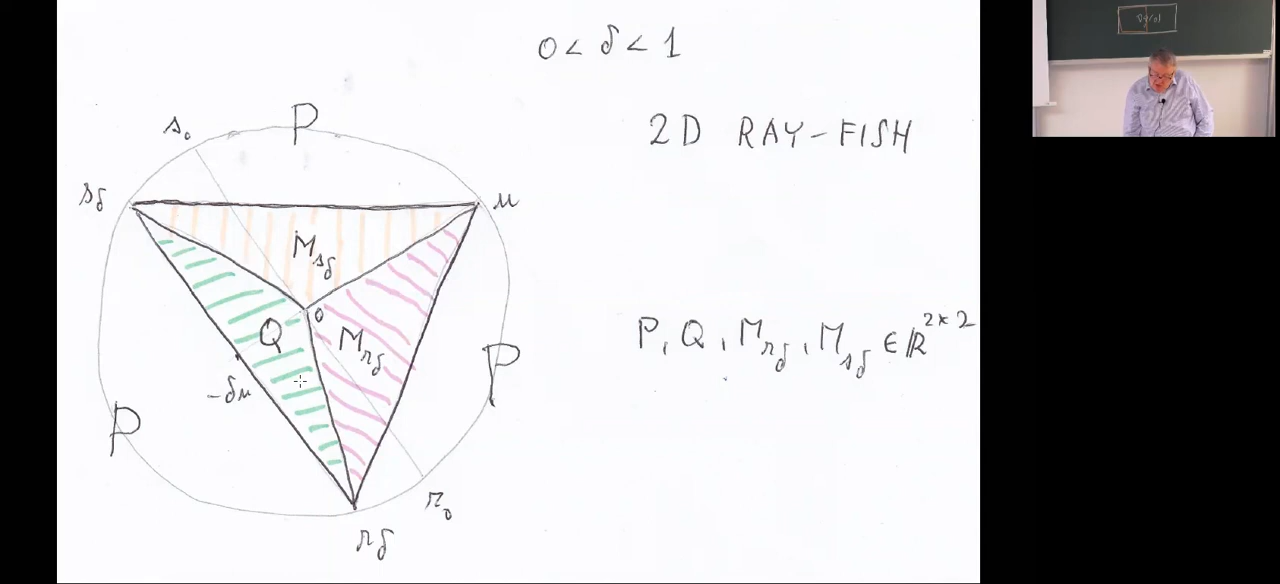 0 < δ < 1
P
s₀
2D RAY-FISH
s_δ
u
M_{s_δ}
0
Q
M_{r_δ}
P, Q, M_{r_δ}, M_{s_δ} ∈ ℝ^{2×2}
P
-δu
P
r₀
r_δ